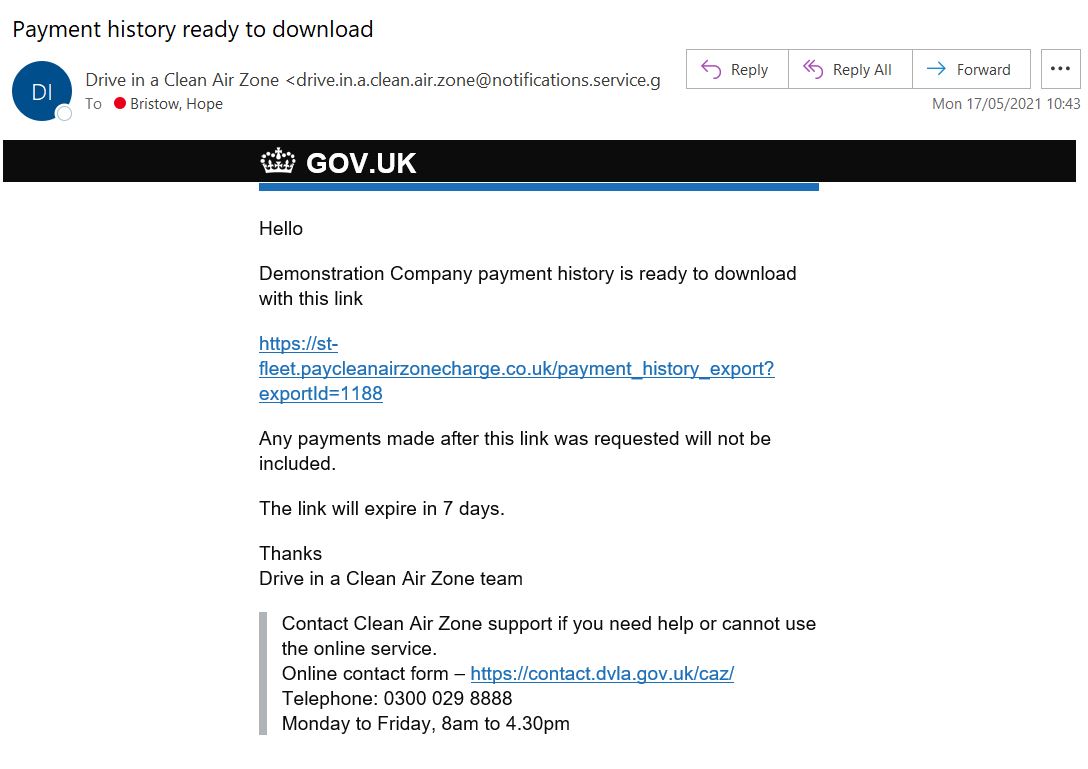 Payment history ready to download
DI
Drive in a Clean Air Zone <drive.in.a.clean.air.zone@notifications.service.g
To Bristow, Hope
Reply
Reply All
Forward
Mon 17/05/2021 10:43
GOV.UK
Hello
Demonstration Company payment history is ready to download
with this link
https://st-
fleet.paycleanairzonecharge.co.uk/payment_history_export?
exportId=1188
Any payments made after this link was requested will not be
included.
The link will expire in 7 days.
Thanks
Drive in a Clean Air Zone team
Contact Clean Air Zone support if you need help or cannot use
the online service.
Online contact form – https://contact.dvla.gov.uk/caz/
Telephone: 0300 029 8888
Monday to Friday, 8am to 4.30pm